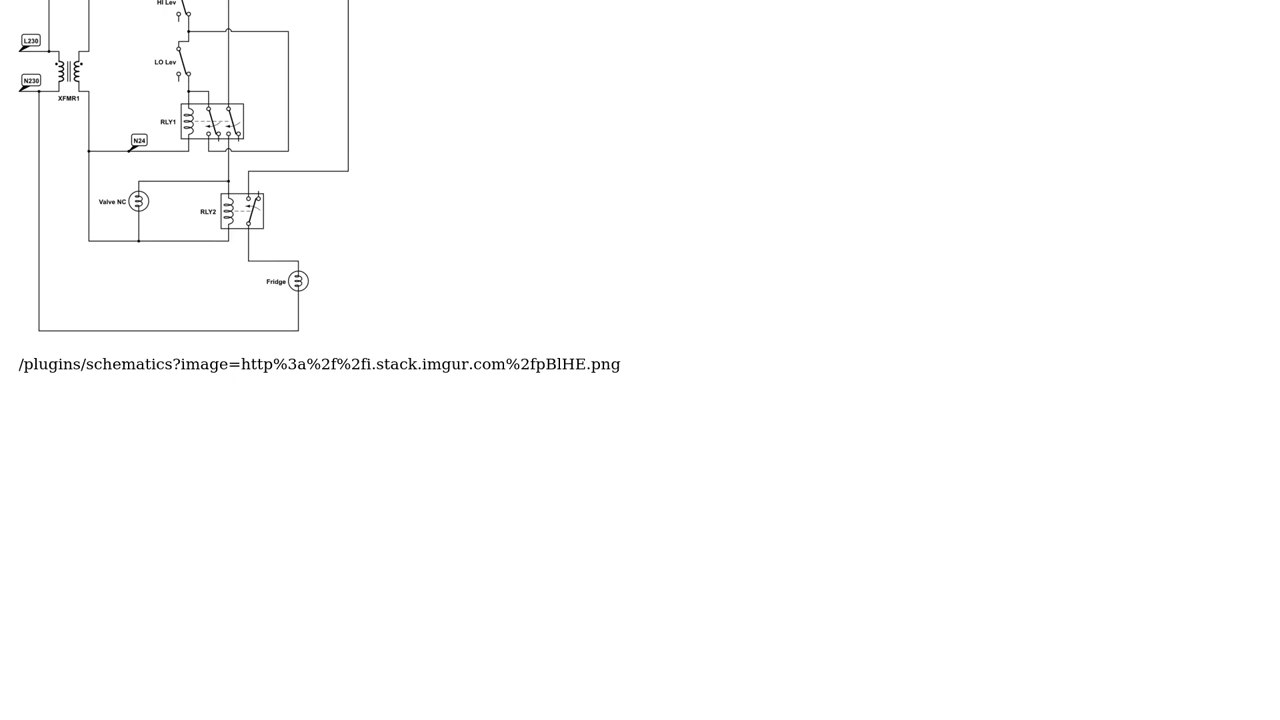 HI Lev
L230
LO Lev
N230
XFMR1
RLY1
N24
Valve NC
RLY2
Fridge
/plugins/schematics?image=http%3a%2f%2fi.stack.imgur.com%2fpBlHE.png